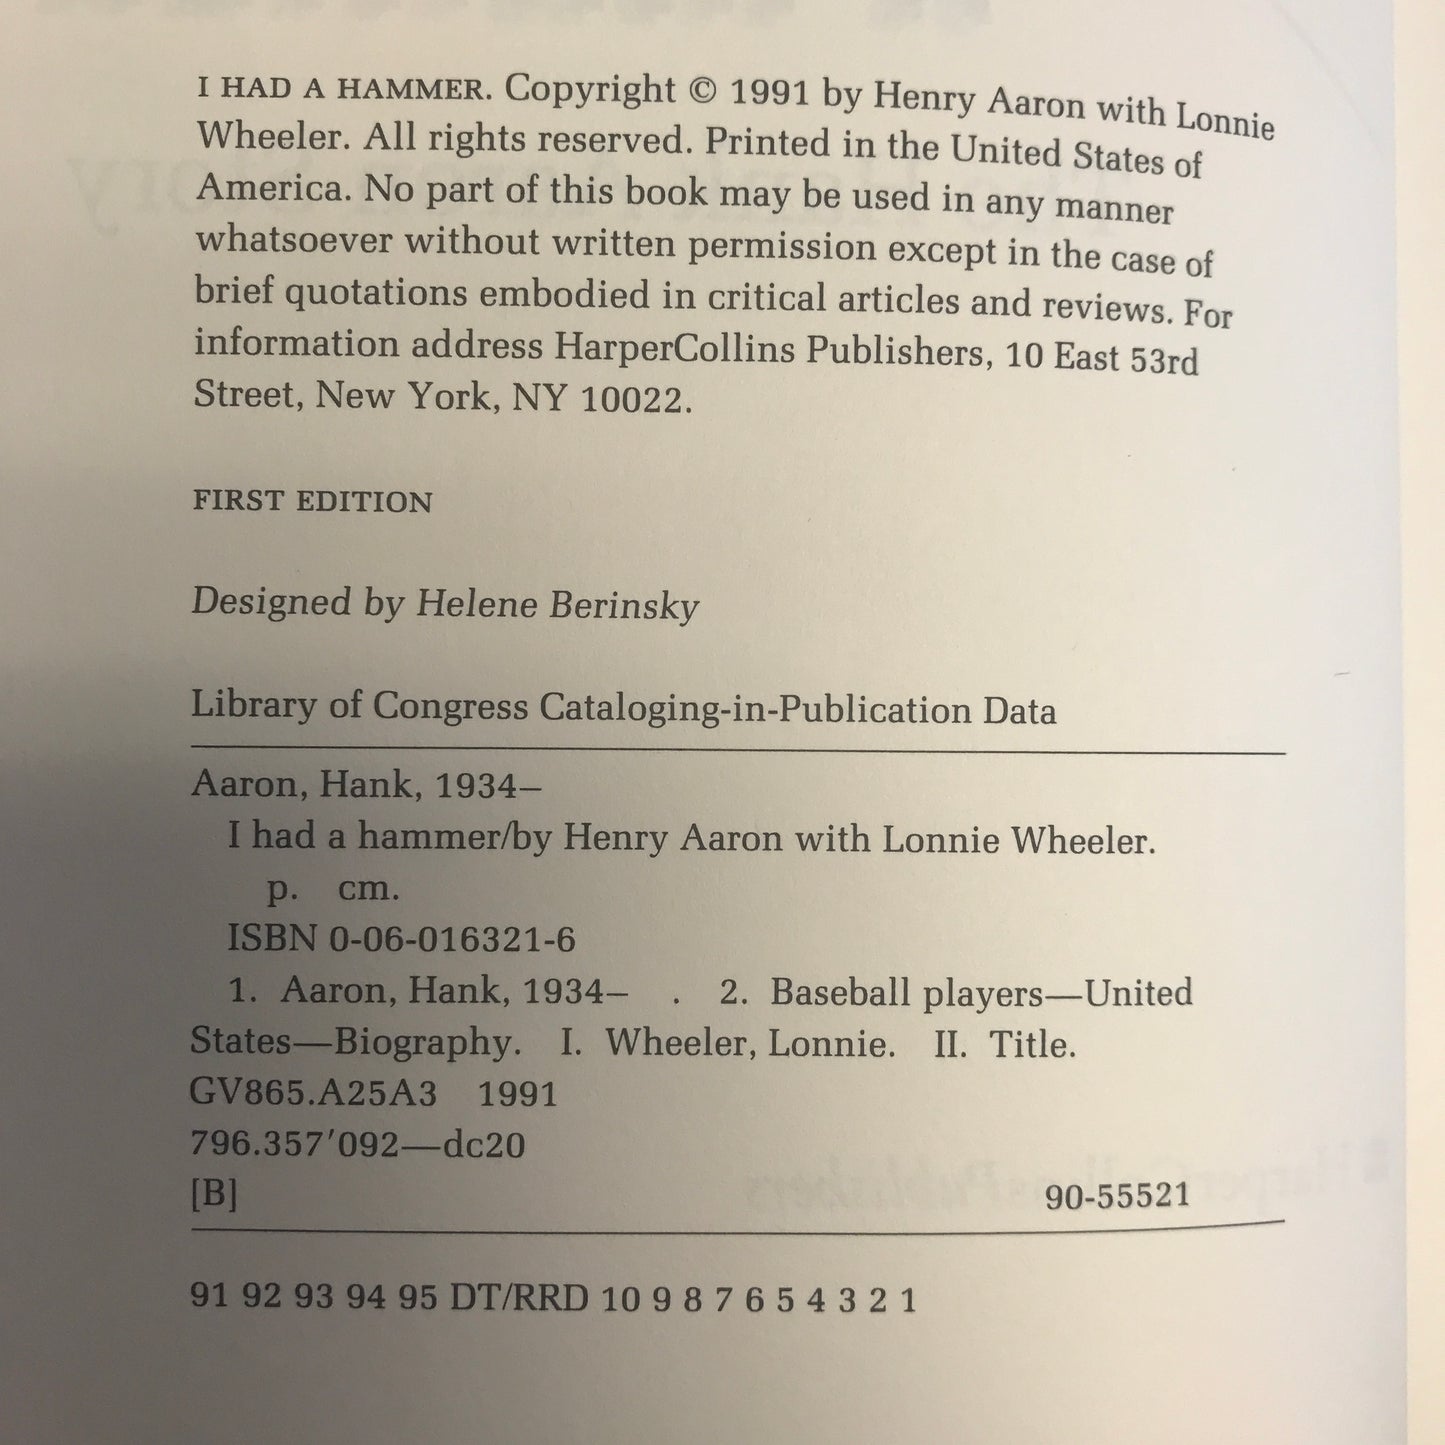 I HAD A HAMMER. Copyright © 1991 by Henry Aaron with Lonnie
Wheeler. All rights reserved. Printed in the United States of
America. No part of this book may be used in any manner
whatsoever without written permission except in the case of
brief quotations embodied in critical articles and reviews. For
information address HarperCollins Publishers, 10 East 53rd
Street, New York, NY 10022.
FIRST EDITION
Designed by Helene Berinsky
Library of Congress Cataloging-in-Publication Data
Aaron, Hank, 1934–
I had a hammer/by Henry Aaron with Lonnie Wheeler.
p. cm.
ISBN 0-06-016321-6
1. Aaron, Hank, 1934– . 2. Baseball players—United
States—Biography. I. Wheeler, Lonnie. II. Title.
GV865.A25A3 1991
796.357′092—dc20
[B] 90-55521
91 92 93 94 95 DT/RRD 10 9 8 7 6 5 4 3 2 1